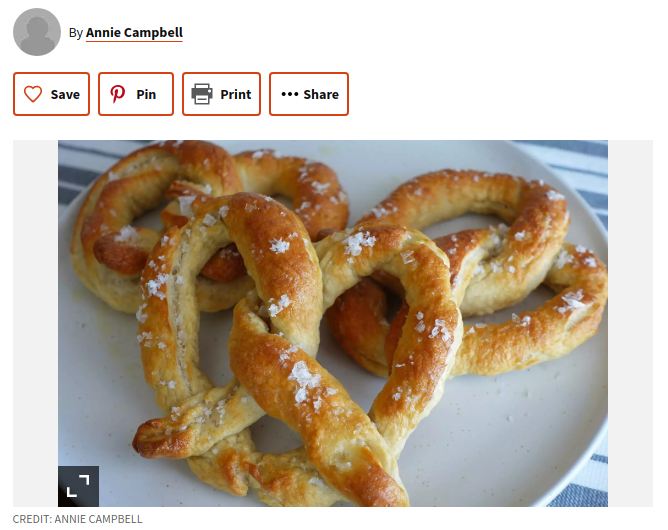 By Annie Campbell
Save
Pin
Print
Share
CREDIT: ANNIE CAMPBELL